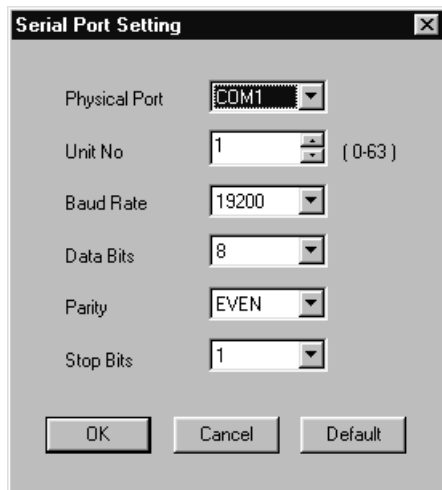 Serial Port Setting
Physical Port COM1
Unit No 1 ( 0-63 )
Baud Rate 19200
Data Bits 8
Parity EVEN
Stop Bits 1
OK Cancel Default